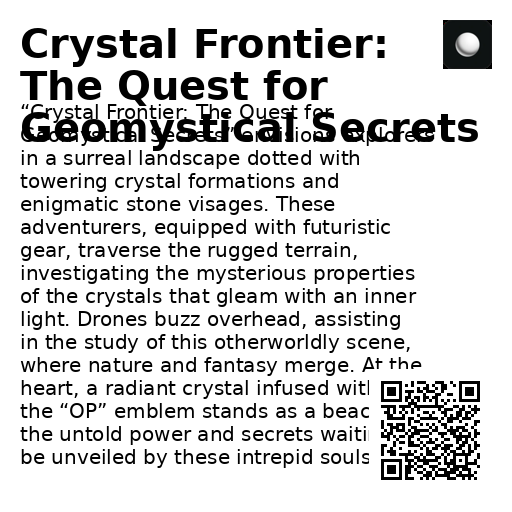 Crystal Frontier:
The Quest for
Geomystical Secrets
“Crystal Frontier: The Quest for
Geomystical Secrets” envisions explorers
in a surreal landscape dotted with
towering crystal formations and
enigmatic stone visages. These
adventurers, equipped with futuristic
gear, traverse the rugged terrain,
investigating the mysterious properties
of the crystals that gleam with an inner
light. Drones buzz overhead, assisting
in the study of this otherworldly scene,
where nature and fantasy merge. At the
heart, a radiant crystal infused with
the “OP” emblem stands as a beac
the untold power and secrets waiti
be unveiled by these intrepid souls